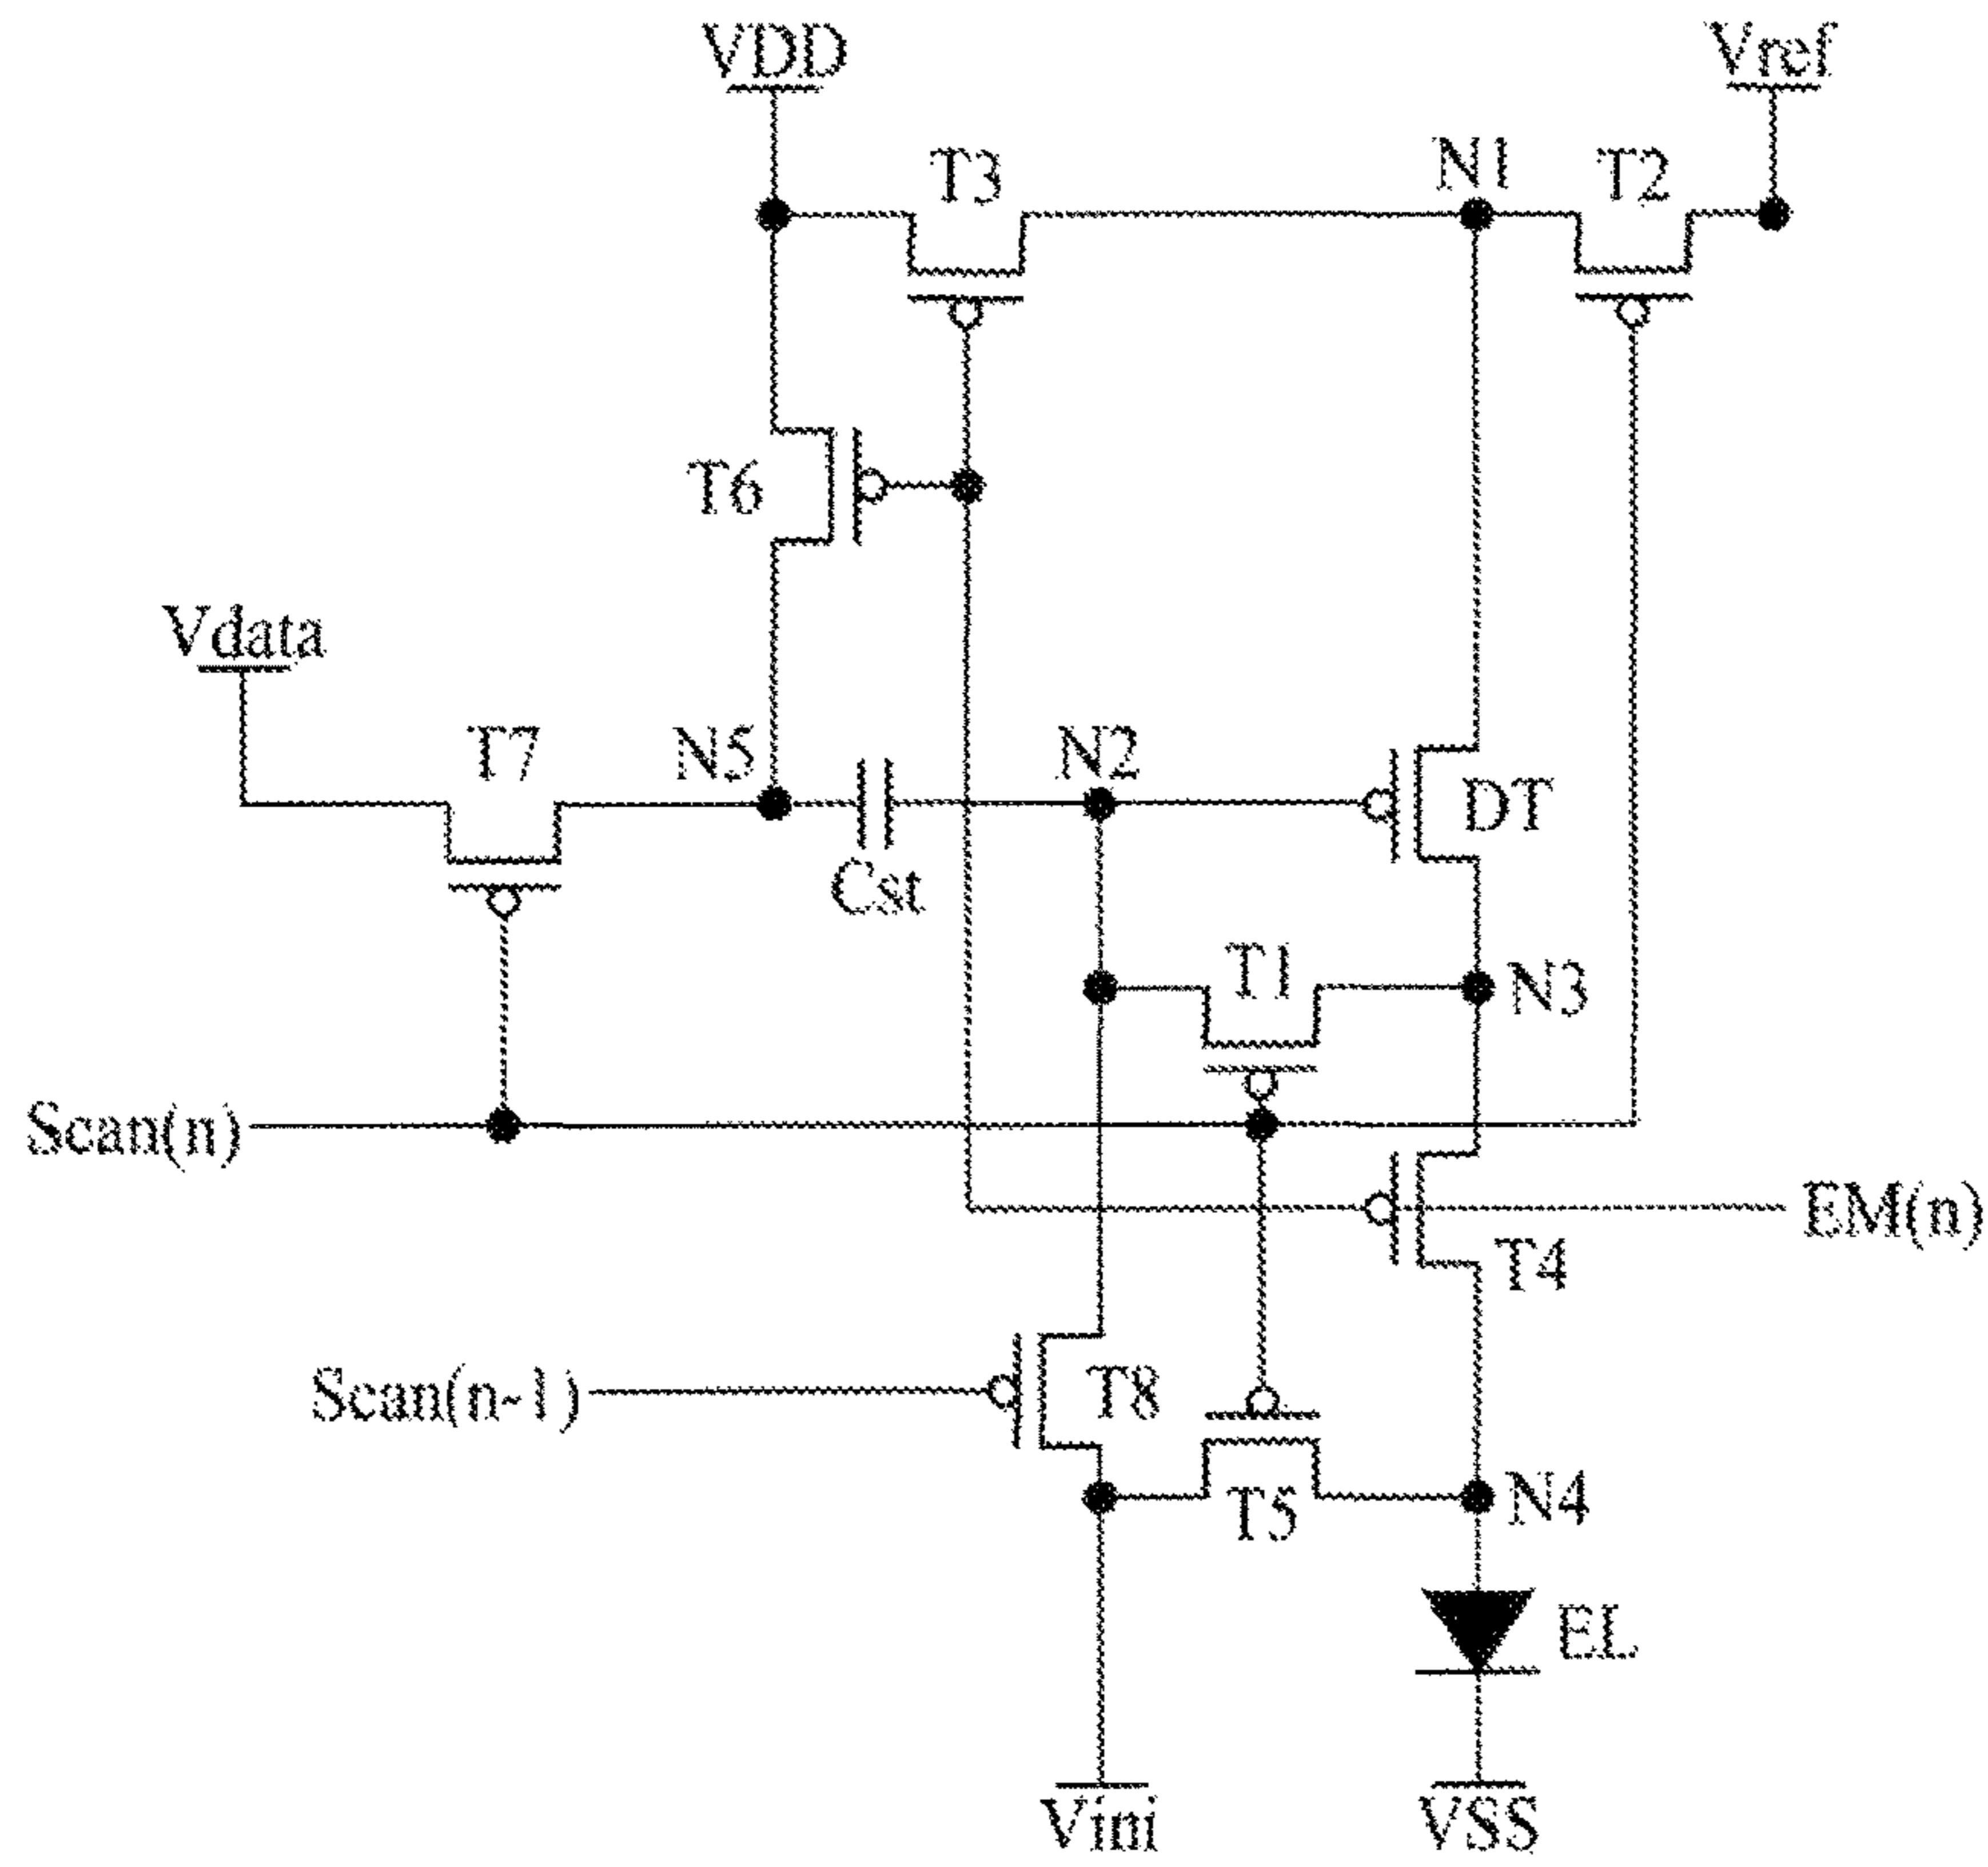 VDD
Vref
T3
N1
T2
T6
Vdata
T7
N5
N2
DT
Cst
T1
N3
Scan(n)
EM(n)
T4
Scan(n-1)
T8
T5
N4
EL
Vini
VSS